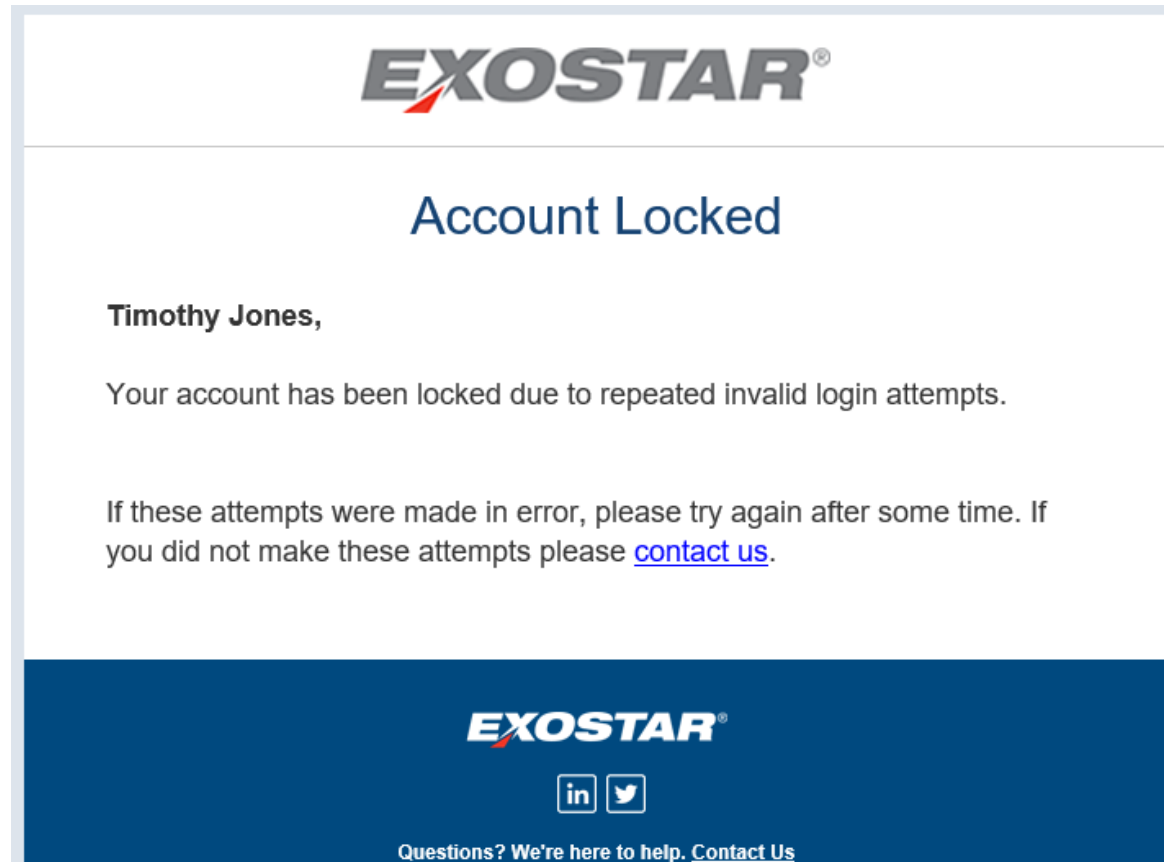 EXOSTAR®
Account Locked
Timothy Jones,
Your account has been locked due to repeated invalid login attempts.
If these attempts were made in error, please try again after some time. If
you did not make these attempts please contact us.
EXOSTAR®
in
Questions? We're here to help. Contact Us